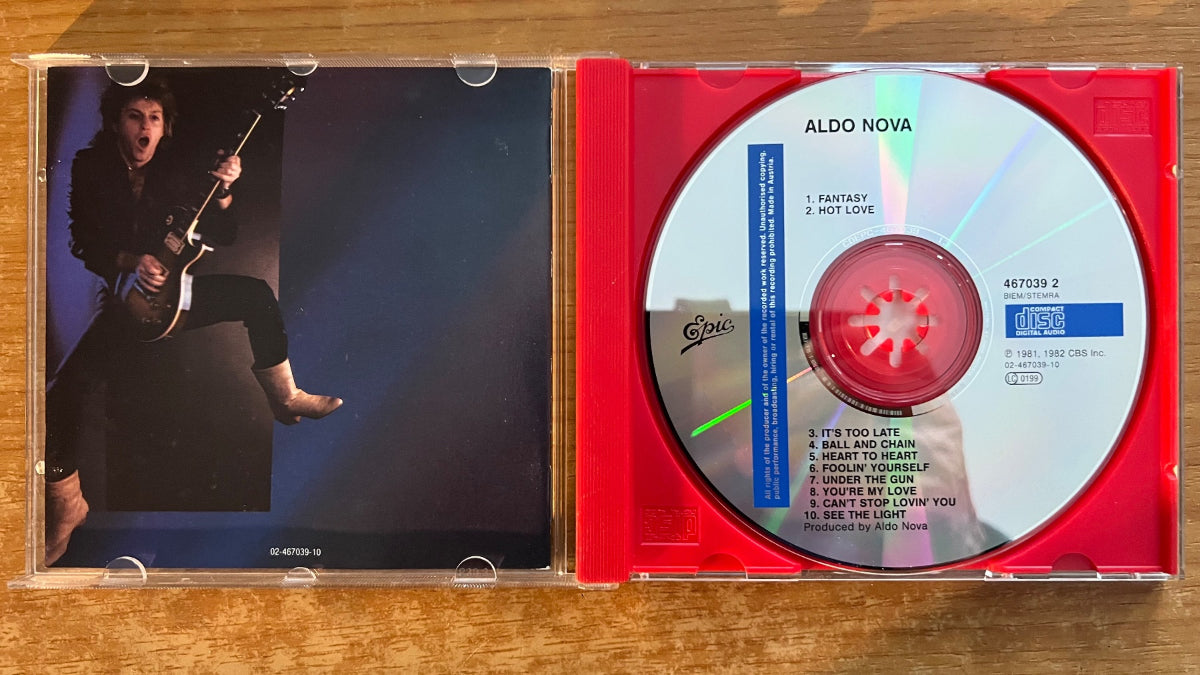 02-467039-10
ALDO NOVA
All rights of the producer and of the owner of the recorded work reserved. Unauthorised copying,
public performance, broadcasting, hiring or rental of this recording prohibited. Made in Austria.
1. FANTASY
2. HOT LOVE
Epic
467039 2
BIEM/STEMRA
COMPACT
disc
DIGITAL AUDIO
℗ 1981, 1982 CBS Inc.
02-467039-10
LC 0199
3. IT'S TOO LATE
4. BALL AND CHAIN
5. HEART TO HEART
6. FOOLIN' YOURSELF
7. UNDER THE GUN
8. YOU'RE MY LOVE
9. CAN'T STOP LOVIN' YOU
10. SEE THE LIGHT
Produced by Aldo Nova